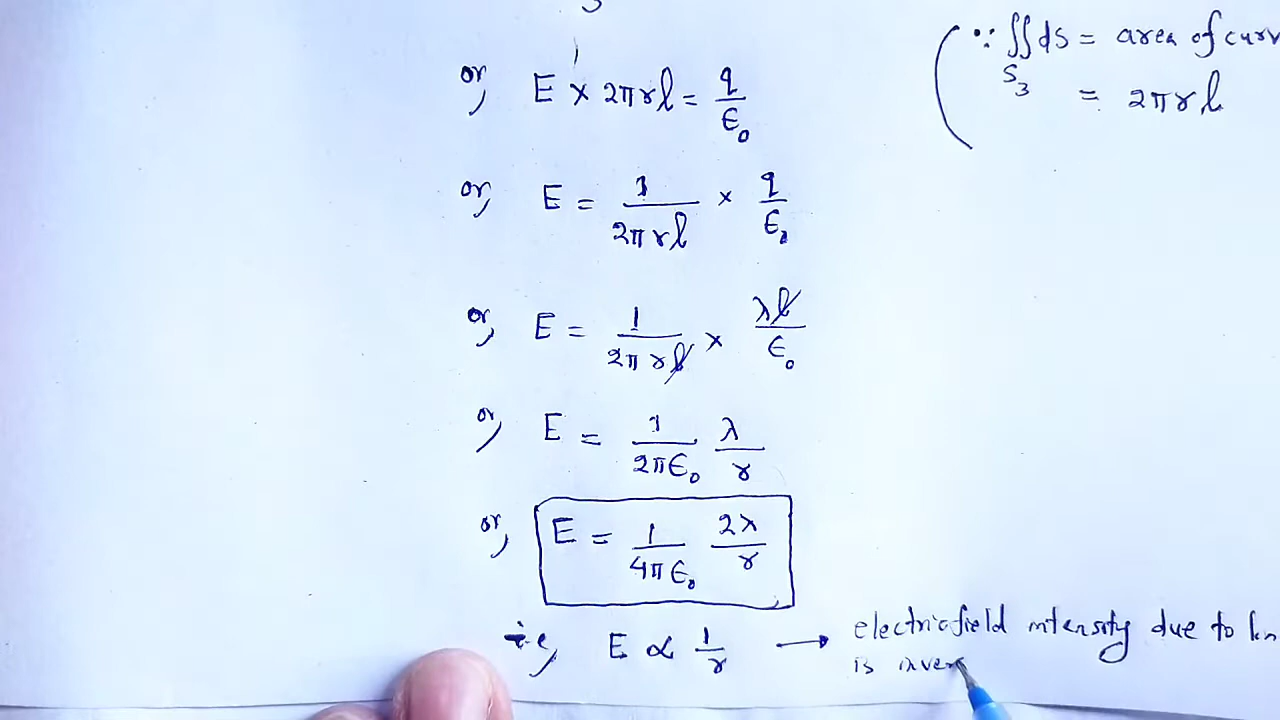 or, E × 2πrl = q/ϵ₀
∵ ∬ ds = area of curv
S₃
= 2πrl
or, E = 1/2πrl × q/ϵ₀
or, E = 1/2πrl × λl/ϵ₀
or, E = 1/2πϵ₀ λ/r
or, E = 1/4πϵ₀ 2λ/r
i.e, E ∝ 1/r → electric field intensity due to lin
is inver